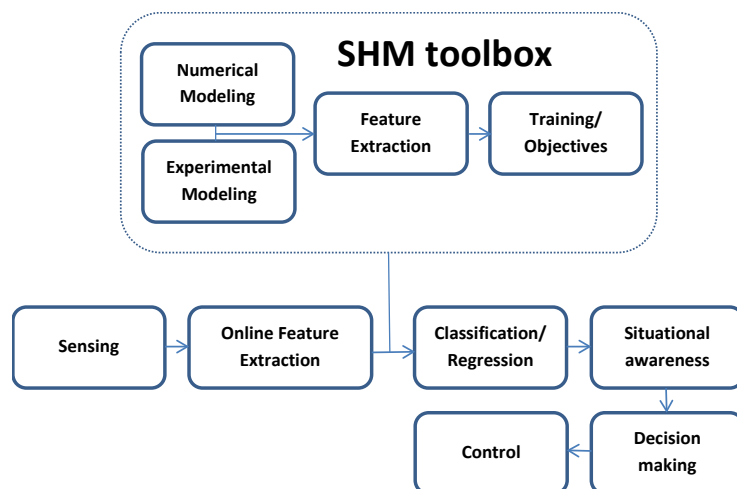 SHM toolbox
Numerical
Modeling
Experimental
Modeling
Feature
Extraction
Training/
Objectives
Sensing
Online Feature
Extraction
Classification/
Regression
Situational
awareness
Decision
making
Control